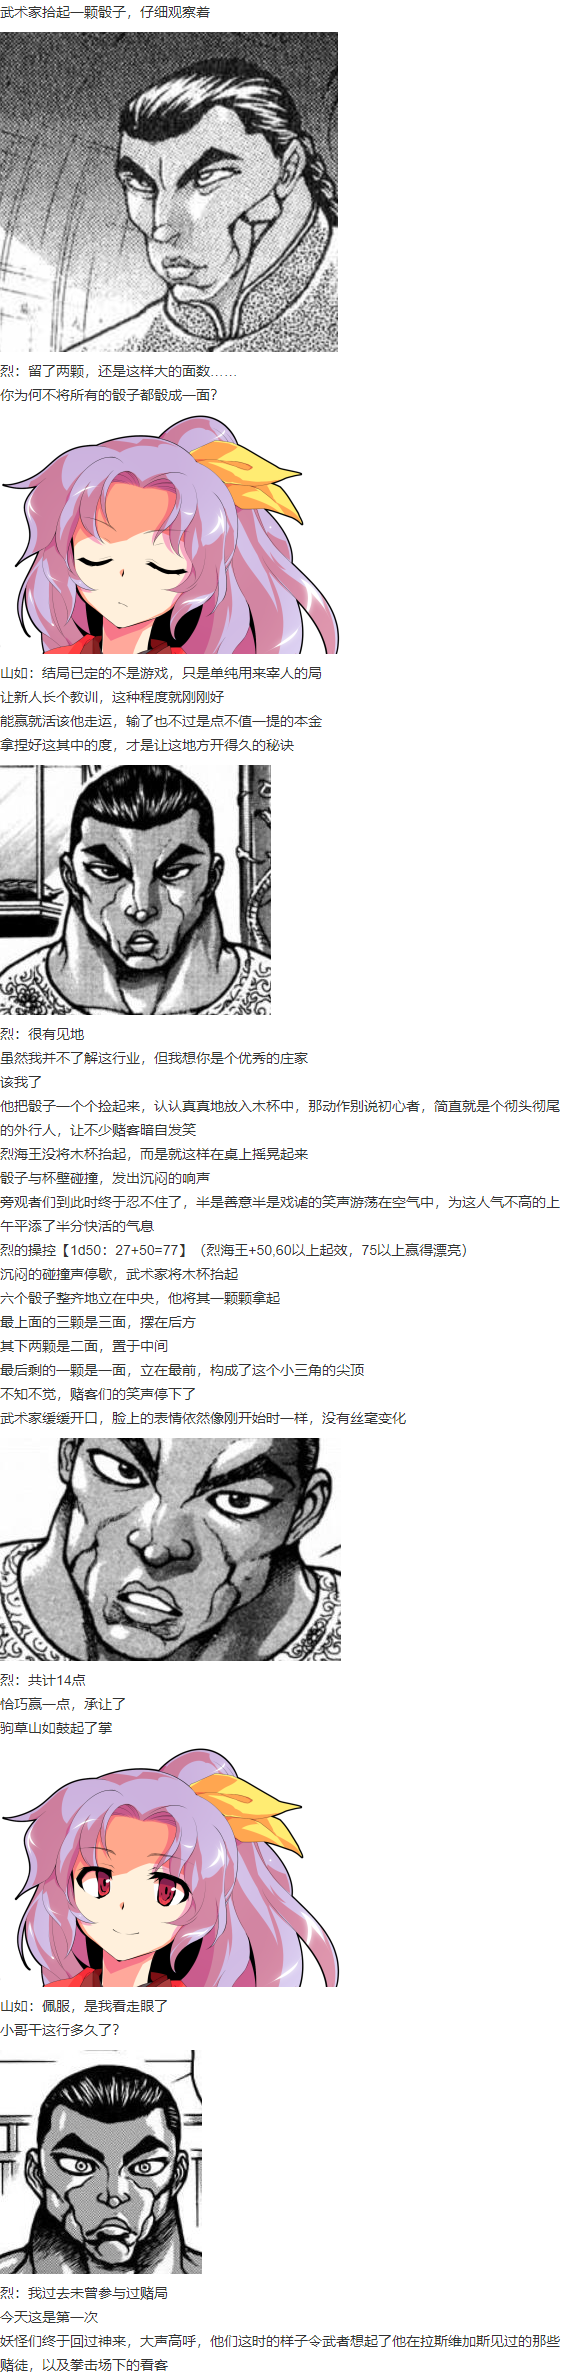 武术家拾起一颗骰子，仔细观察着
烈：留了两颗，还是这样大的面数……
你为何不将所有的骰子都骰成一面？
山如：结局已定的不是游戏，只是单纯用来宰人的局
让新人长个教训，这种程度就刚刚好
能赢就活该他走运，输了也不过是点不值一提的本金
拿捏好这其中的度，才是让这地方开得久的秘诀
烈：很有见地
虽然我并不了解这行业，但我想你是个优秀的庄家
该我了
他把骰子一个个捡起来，认认真真地放入木杯中，那动作别说初心者，简直就是个彻头彻尾
的外行人，让不少赌客暗自发笑
烈海王没将木杯抬起，而是就这样在桌上摇晃起来
骰子与杯壁碰撞，发出沉闷的响声
旁观者们到此时终于忍不住了，半是善意半是戏谑的笑声游荡在空气中，为这人气不高的上
午平添了半分快活的气息
烈的操控【1d50：27+50=77】（烈海王+50,60以上起效，75以上赢得漂亮）
沉闷的碰撞声停歇，武术家将木杯抬起
六个骰子整齐地立在中央，他将其一颗颗拿起
最上面的三颗是三面，摆在后方
其下两颗是二面，置于中间
最后剩的一颗是一面，立在最前，构成了这个小三角的尖顶
不知不觉，赌客们的笑声停下了
武术家缓缓开口，脸上的表情依然像刚开始时一样，没有丝毫变化
烈：共计14点
恰巧赢一点，承让了
驹草山如鼓起了掌
山如：佩服，是我看走眼了
小哥干这行多久了？
烈：我过去未曾参与过赌局
今天这是第一次
妖怪们终于回过神来，大声高呼，他们这时的样子令武者想起了他在拉斯维加斯见过的那些
赌徒，以及拳击场下的看客